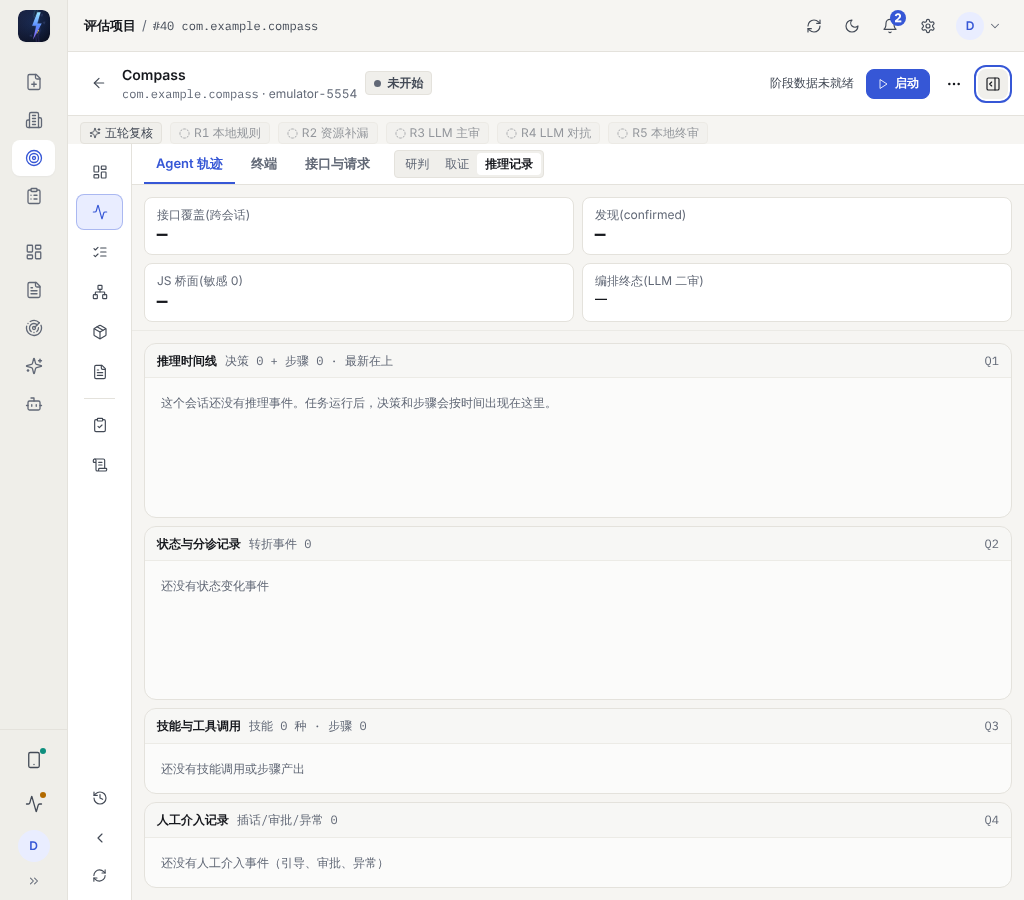 评估项目 / #40 com.example.compass
2
D
Compass
com.example.compass · emulator-5554
未开始
阶段数据未就绪
启动
五轮复核
R1 本地规则
R2 资源补漏
R3 LLM 主审
R4 LLM 对抗
R5 本地终审
Agent 轨迹
终端
接口与请求
研判
取证
推理记录
接口覆盖(跨会话)
—
发现(confirmed)
—
JS 桥面(敏感 0)
—
编排终态(LLM 二审)
—
推理时间线 决策 0 + 步骤 0 · 最新在上 Q1
这个会话还没有推理事件。任务运行后，决策和步骤会按时间出现在这里。
状态与分诊记录 转折事件 0 Q2
还没有状态变化事件
技能与工具调用 技能 0 种 · 步骤 0 Q3
还没有技能调用或步骤产出
人工介入记录 插话/审批/异常 0 Q4
还没有人工介入事件（引导、审批、异常）
D